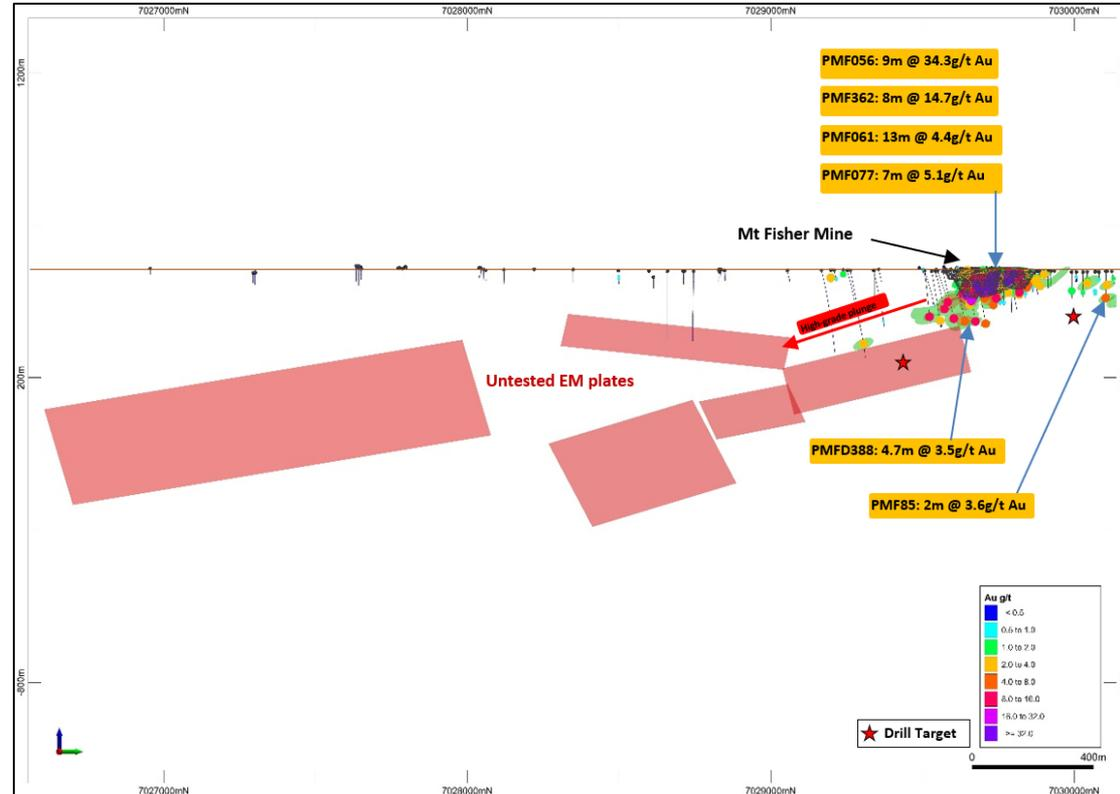 7027000mN 7028000mN 7029000mN 7030000mN
1200m
PMF056: 9m @ 34.3g/t Au
PMF362: 8m @ 14.7g/t Au
PMF061: 13m @ 4.4g/t Au
PMF077: 7m @ 5.1g/t Au
Mt Fisher Mine
High-grade plunge
200m
Untested EM plates
PMFD388: 4.7m @ 3.5g/t Au
PMF85: 2m @ 3.6g/t Au
Au g/t
< 0.5
0.5 to 1.0
1.0 to 2.0
2.0 to 4.0
4.0 to 8.0
8.0 to 16.0
16.0 to 32.0
>= 32.0
-800m
Drill Target
0 400m
7027000mN 7028000mN 7029000mN 7030000mN